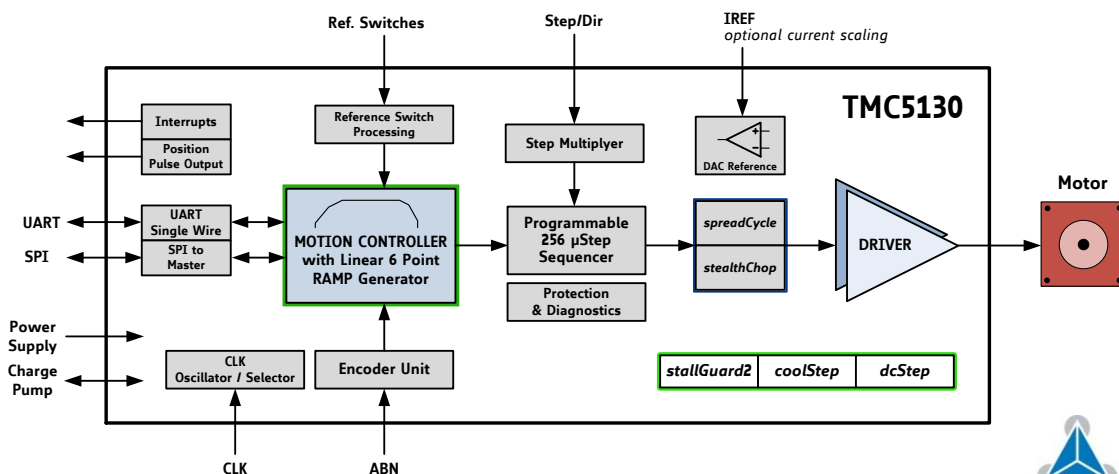 Ref. Switches
Step/Dir
IREF
optional current scaling
TMC5130
Interrupts
Position
Pulse Output
Reference Switch
Processing
Step Multiplyer
+
-
DAC Reference
Motor
UART
UART
Single Wire
SPI
SPI to
Master
MOTION CONTROLLER
with Linear 6 Point
RAMP Generator
Programmable
256 µStep
Sequencer
spreadCycle
stealthChop
DRIVER
Protection
& Diagnostics
Power
Supply
Charge
Pump
CLK
Oscillator / Selector
Encoder Unit
stallGuard2
coolStep
dcStep
CLK
ABN